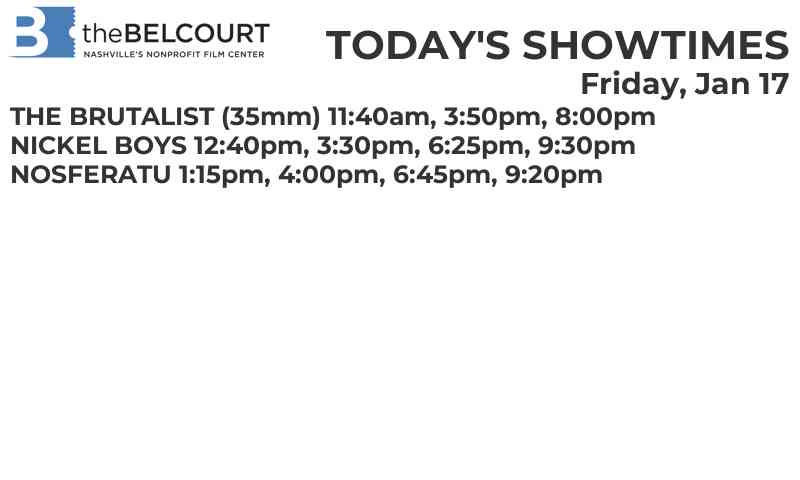 B theBELCOURT
NASHVILLE'S NONPROFIT FILM CENTER
TODAY'S SHOWTIMES
Friday, Jan 17
THE BRUTALIST (35mm) 11:40am, 3:50pm, 8:00pm
NICKEL BOYS 12:40pm, 3:30pm, 6:25pm, 9:30pm
NOSFERATU 1:15pm, 4:00pm, 6:45pm, 9:20pm